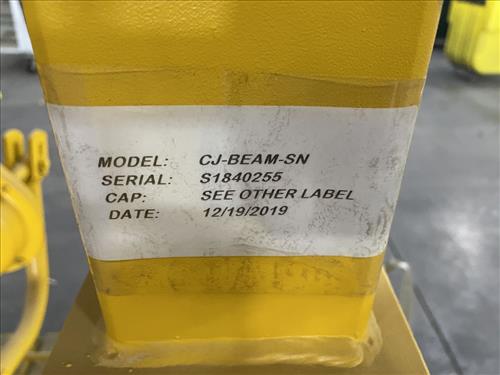 MODEL: CJ-BEAM-SN
SERIAL: S1840255
CAP: SEE OTHER LABEL
DATE: 12/19/2019